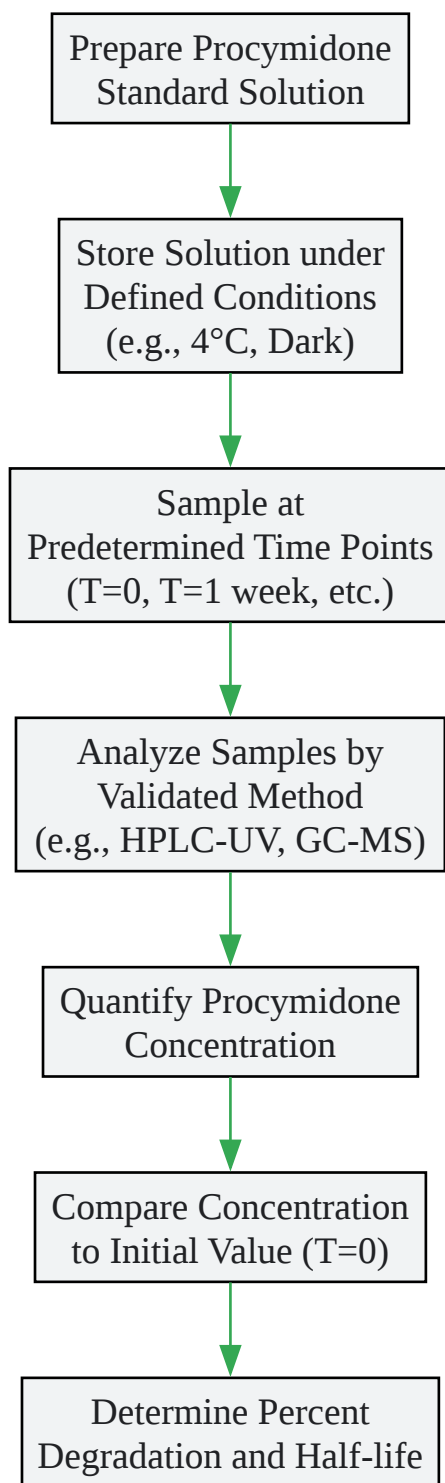 Prepare Procymidone
Standard Solution
Store Solution under
Defined Conditions
(e.g., 4°C, Dark)
Sample at
Predetermined Time Points
(T=0, T=1 week, etc.)
Analyze Samples by
Validated Method
(e.g., HPLC-UV, GC-MS)
Quantify Procymidone
Concentration
Compare Concentration
to Initial Value (T=0)
Determine Percent
Degradation and Half-life